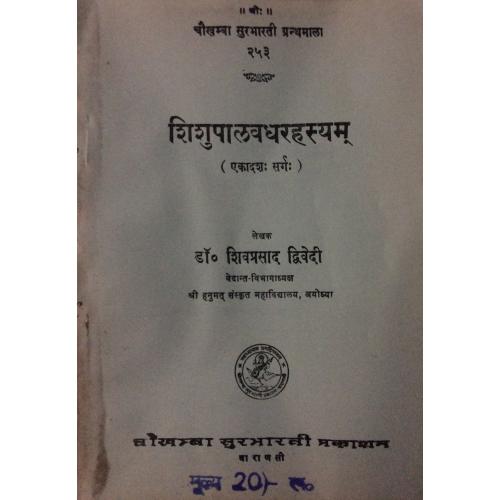 ॥ श्रीः ॥
चौखम्बा सुरभारती ग्रन्थमाला
२५३
शिशुपालवधरहस्यम्
( एकादशः सर्गः )
लेखक
डॉ० शिवप्रसाद द्विवेदी
वेदान्त-विभागाध्यक्ष
श्री हनुमत् संस्कृत महाविद्यालय, अयोध्या
चौखम्बा सुरभारती प्रकाशन
वाराणसी
मूल्य 20/- रू०